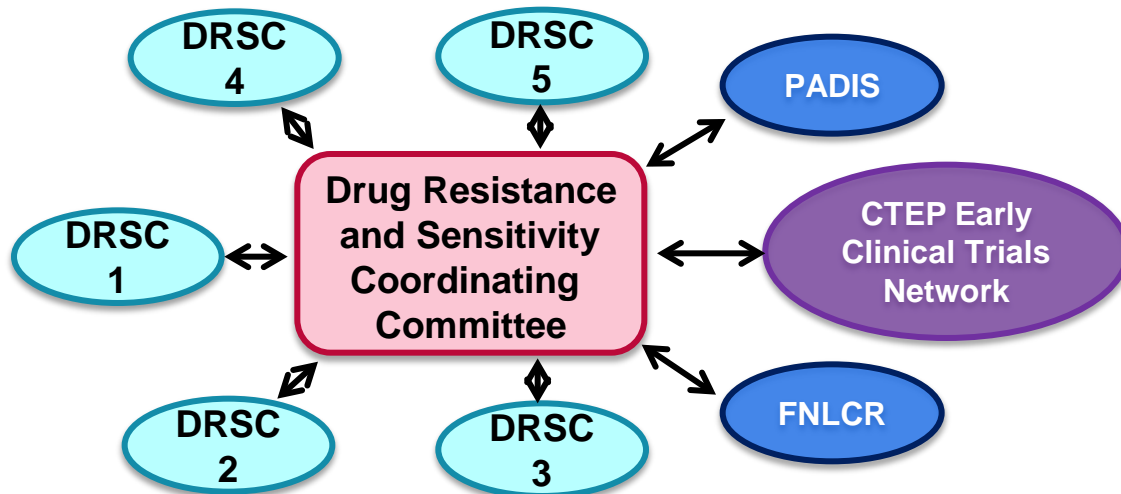 DRSC
4
DRSC
5
PADIS
Drug Resistance
and Sensitivity
Coordinating
Committee
DRSC
1
CTEP Early
Clinical Trials
Network
DRSC
2
DRSC
3
FNLCR